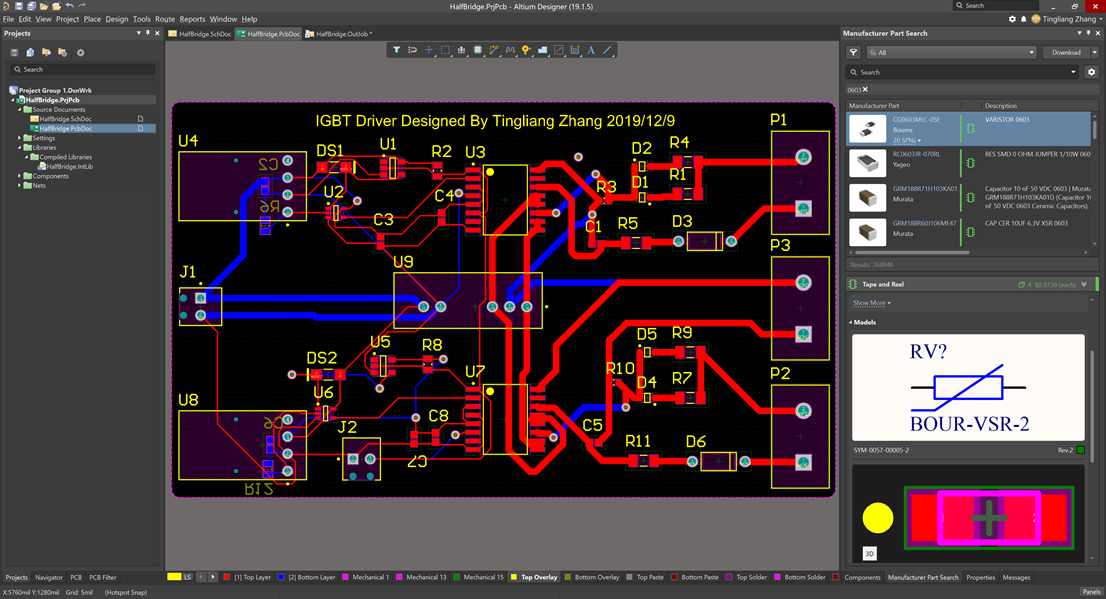 HalfBridge.PrjPcb - Altium Designer (19.1.5)
Search
File Edit View Project Place Design Tools Route Reports Window Help
Tingliang Zhang
Projects
Search
Project Group 1.DsnWrk
HalfBridge.PrjPcb
Source Documents
HalfBridge.SchDoc
HalfBridge.PcbDoc
Settings
Libraries
Compiled Libraries
HalfBridge.IntLib
Components
Nets
HalfBridge.SchDoc HalfBridge.PcbDoc HalfBridge.OutJob *
IGBT Driver Designed By Tingliang Zhang 2019/12/9
P1
U4 DS1 U1 R2 U3 D2 R4
C2
R6
U2 C3 C4 R3 D1 R1
C1 R5 D3
P3
J1 U9
DS2 U5 R8 U7 D5 R9
R10 D4 R7
P2
U8 U6
R12
J2 C8
C7
C5 R11 D6
Manufacturer Part Search
All
Download
Search
0603
Manufacturer Part Description
CG0603MLC-05E
Bourns
20 SPNs
VARISTOR 0603
RC0603JR-070RL
Yageo
RES SMD 0 OHM JUMPER 1/10W 060
GRM188R71H103KA01
Murata
Capacitor 10 nF 50 VDC 0603 | Murata
GRM188R71H103KA01D (Capacitor 10
nF 50 VDC 0603 Ceramic Capacitors).
GRM188R60J106ME47
Murata
CAP CER 10UF 6.3V X5R 0603
Results: 368946
Tape and Reel
4 $0.3738 (each)
Show More
Models
RV?
BOUR-VSR-2
SYM-0057-00005-2
Rev.2
3D
LS [1] Top Layer [2] Bottom Layer Mechanical 1 Mechanical 13 Mechanical 15 Top Overlay Bottom Overlay Top Paste Bottom Paste Top Solder Bottom Solder
Projects Navigator PCB PCB Filter
Components Manufacturer Part Search Properties Messages
X:5760mil Y:1280mil Grid: 5mil (Hotspot Snap)
Panels